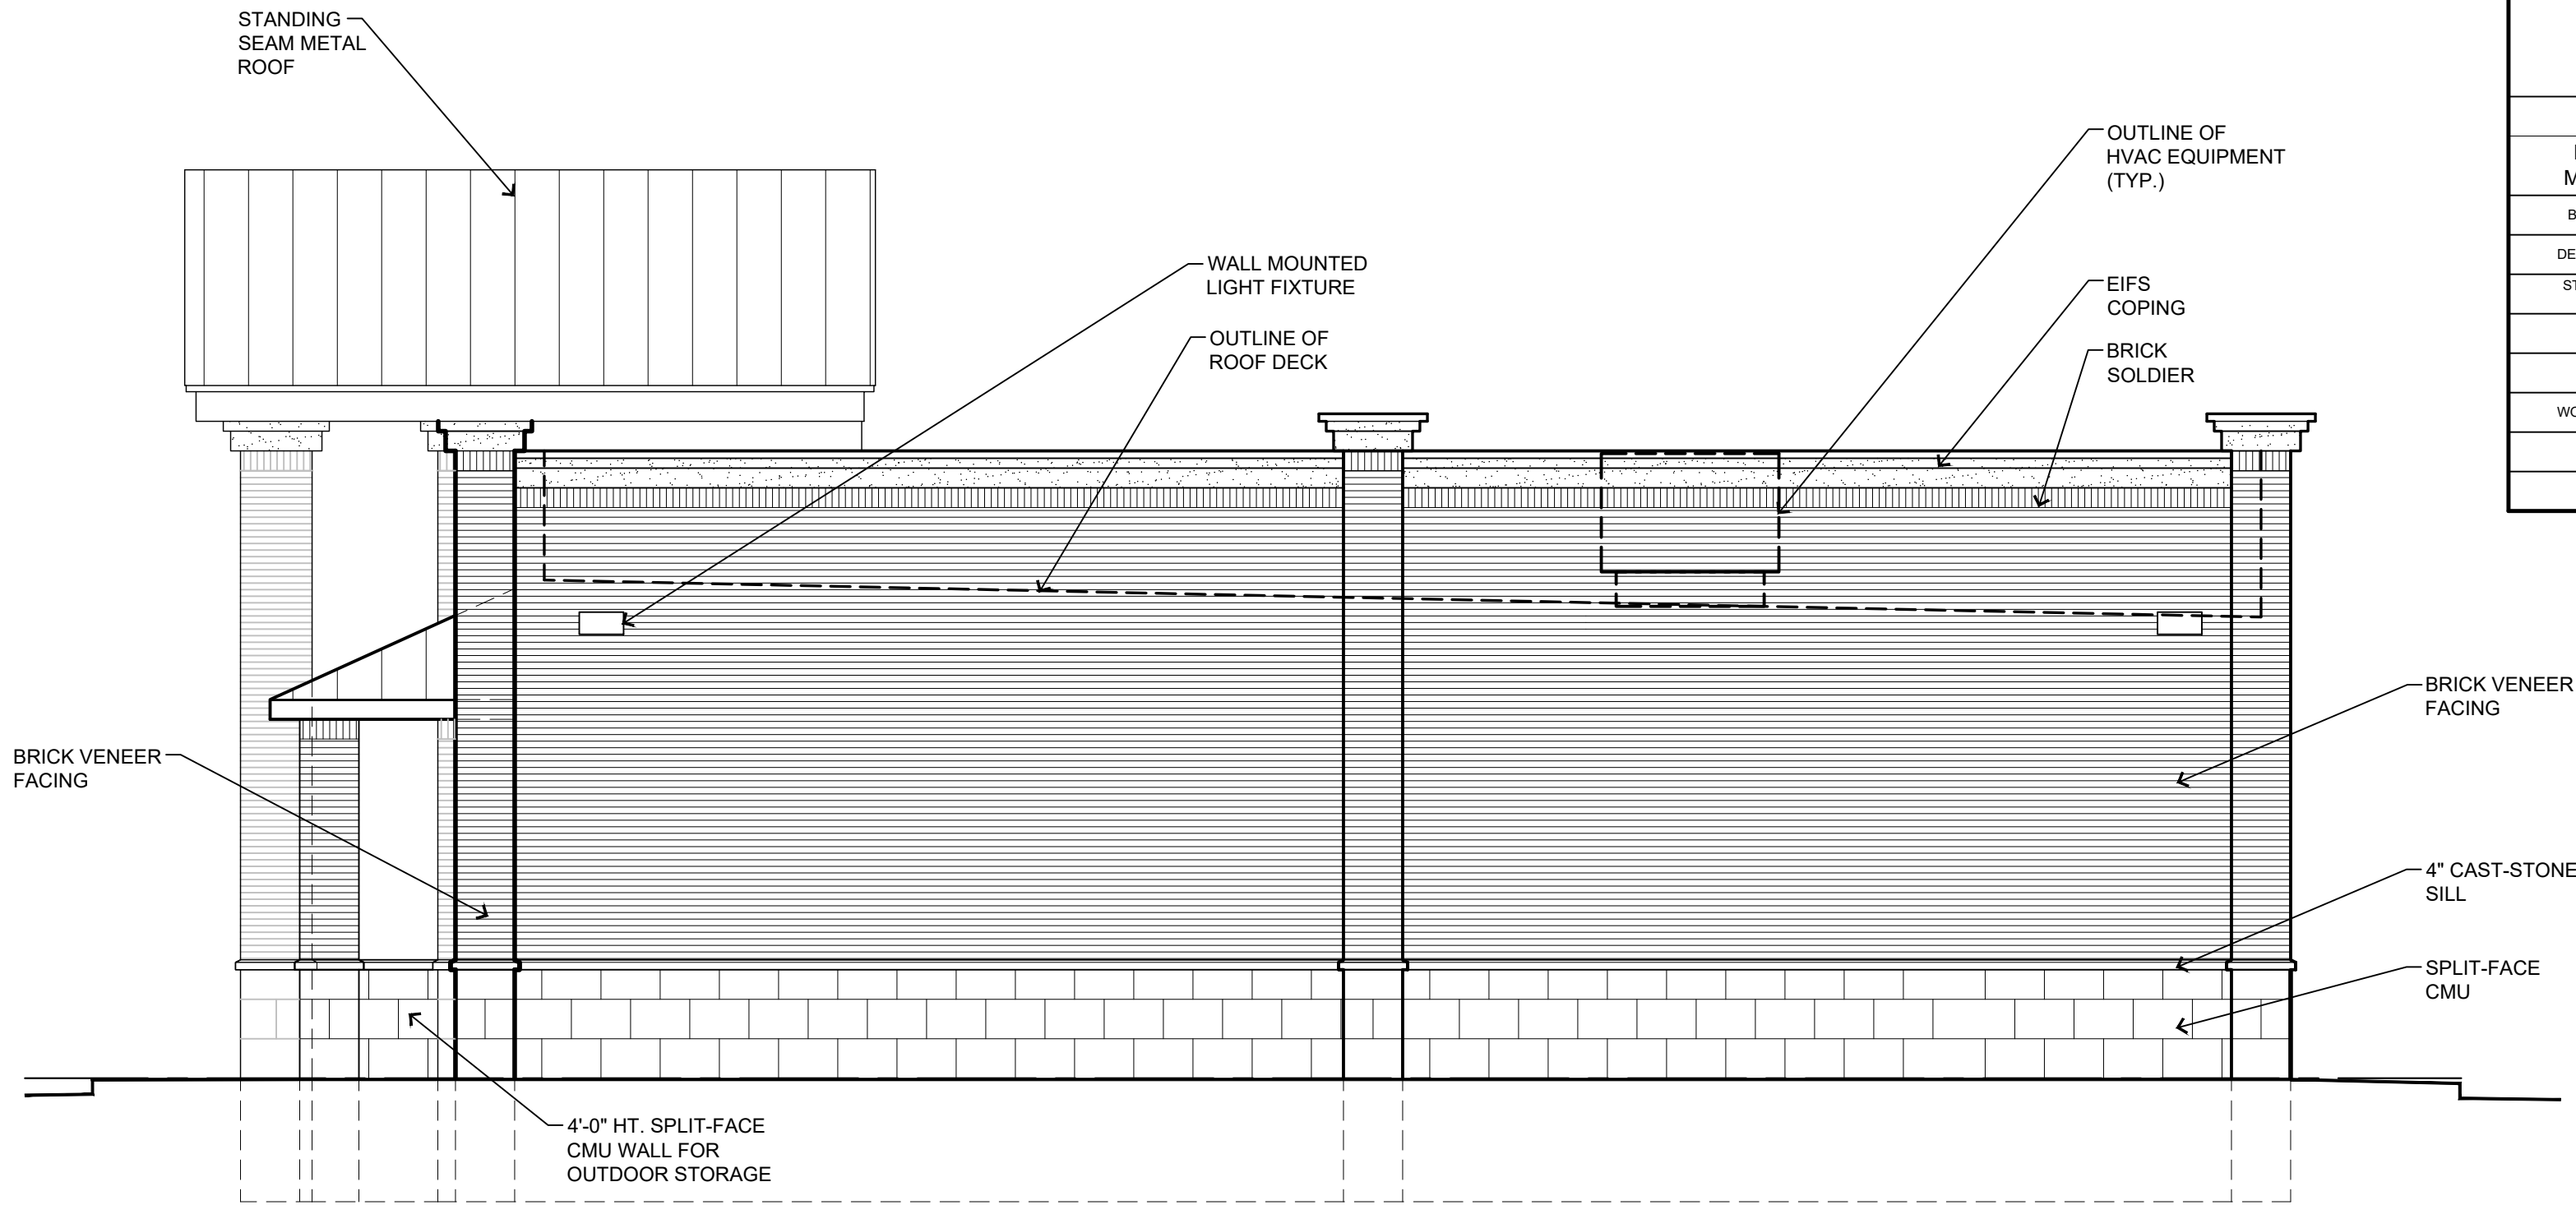 STANDING
SEAM METAL
ROOF
OUTLINE OF
HVAC EQUIPMENT
(TYP.)
WALL MOUNTED
LIGHT FIXTURE
EIFS
COPING
OUTLINE OF
ROOF DECK
BRICK
SOLDIER
BRICK VENEER
FACING
BRICK VENEER
FACING
4" CAST-STONE
SILL
SPLIT-FACE
CMU
4'-0" HT. SPLIT-FACE
CMU WALL FOR
OUTDOOR STORAGE